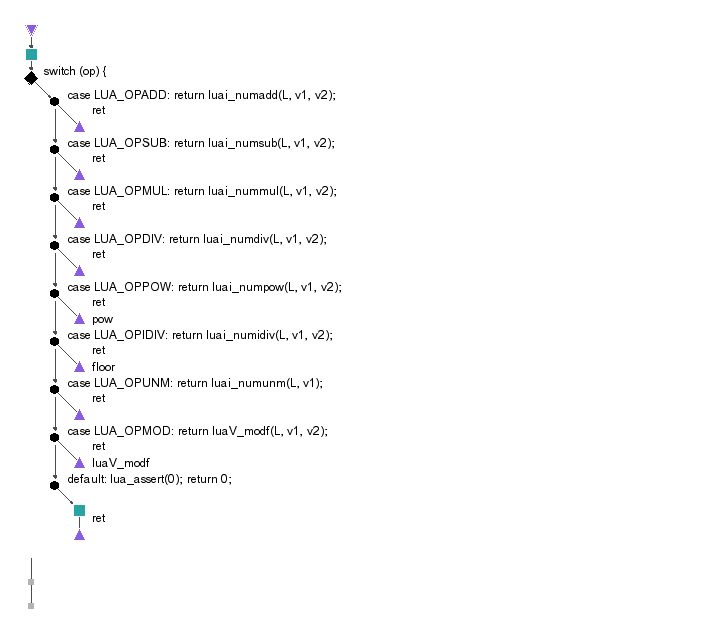 switch (op) {
case LUA_OPADD: return luai_numadd(L, v1, v2);
ret
case LUA_OPSUB: return luai_numsub(L, v1, v2);
ret
case LUA_OPMUL: return luai_nummul(L, v1, v2);
ret
case LUA_OPDIV: return luai_numdiv(L, v1, v2);
ret
case LUA_OPPOW: return luai_numpow(L, v1, v2);
ret
pow
case LUA_OPIDIV: return luai_numidiv(L, v1, v2);
ret
floor
case LUA_OPUNM: return luai_numunm(L, v1);
ret
case LUA_OPMOD: return luaV_modf(L, v1, v2);
ret
luaV_modf
default: lua_assert(0); return 0;
ret